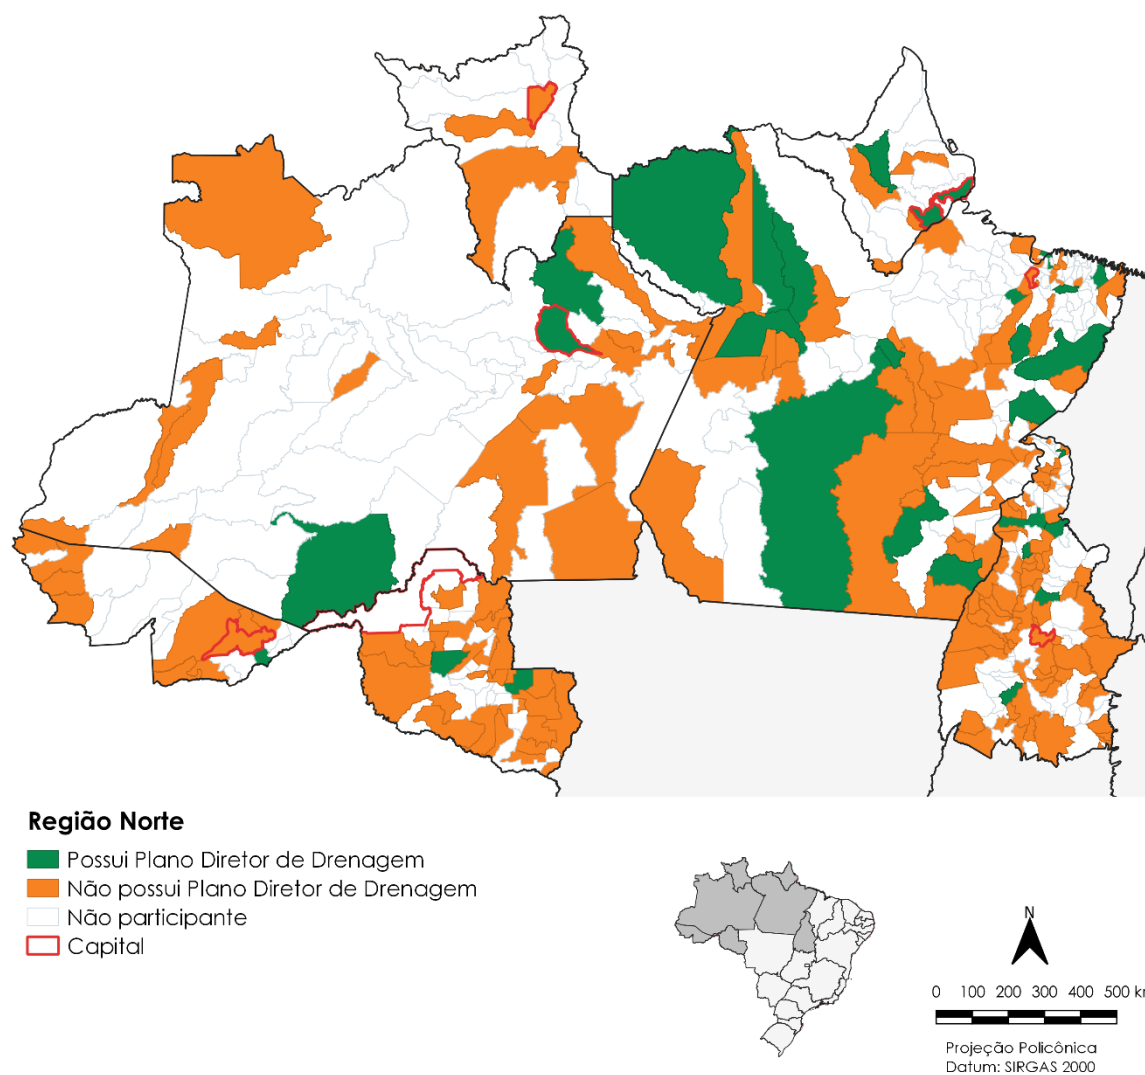 Região Norte
Possui Plano Diretor de Drenagem
Não possui Plano Diretor de Drenagem
Não participante
Capital
N
0 100 200 300 400 500 km
Projeção Policônica
Datum: SIRGAS 2000